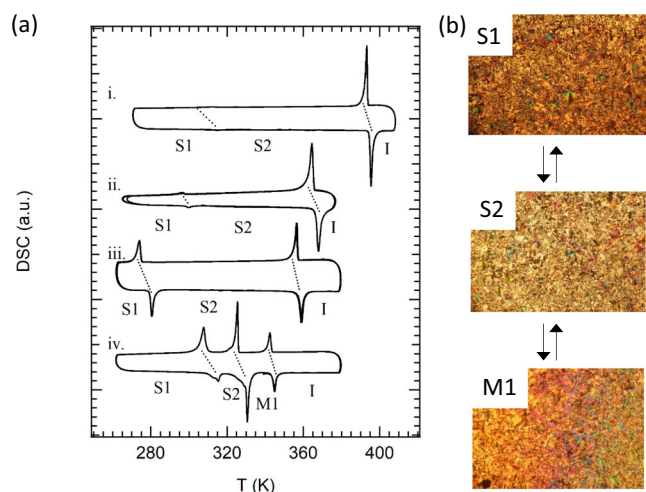 (a)
i.
S1 S2 I
ii.
S1 S2 I
iii.
S1 S2 I
iv.
S1 S2 M1 I
DSC (a.u.)
280 320 360 400
T (K)
(b)
S1
S2
M1